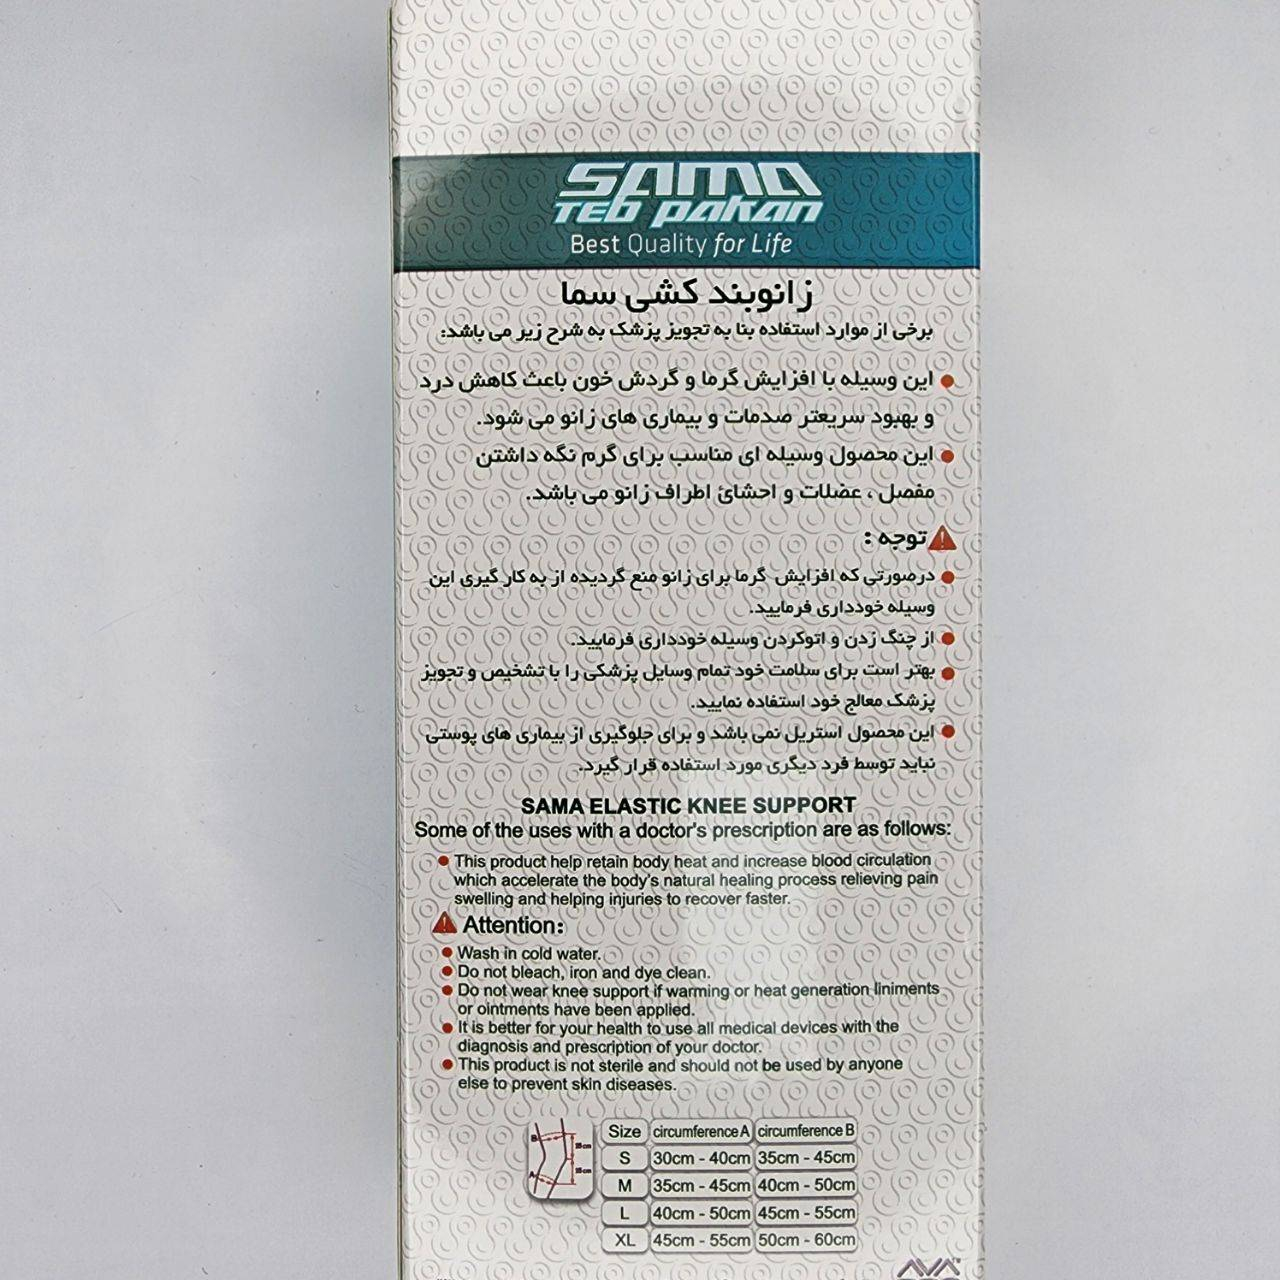 SAMA
TEB PAKAN
Best Quality for Life
زانوبند کشی سما
برخی از موارد استفاده بنا به تجویز پزشک به شرح زیر می باشد:
این وسیله با افزایش گرما و گردش خون باعث کاهش درد
و بهبود سریعتر صدمات و بیماری های زانو می شود.
این محصول وسیله ای مناسب برای گرم نگه داشتن
مفصل ، عضلات و احشائ اطراف زانو می باشد.
توجه :
درصورتی که افزایش گرما برای زانو منع گردیده از به کار گیری این
وسیله خودداری فرمایید.
از چنگ زدن و اتوکردن وسیله خودداری فرمایید.
بهتر است برای سلامت خود تمام وسایل پزشکی را با تشخیص و تجویز
پزشک معالج خود استفاده نمایید.
این محصول استریل نمی باشد و برای جلوگیری از بیماری های پوستی
نباید توسط فرد دیگری مورد استفاده قرار گیرد.
SAMA ELASTIC KNEE SUPPORT
Some of the uses with a doctor's prescription are as follows:
This product help retain body heat and increase blood circulation
which accelerate the body's natural healing process relieving pain
swelling and helping injuries to recover faster.
Attention:
Wash in cold water.
Do not bleach, iron and dye clean.
Do not wear knee support if warming or heat generation liniments
or ointments have been applied.
It is better for your health to use all medical devices with the
diagnosis and prescription of your doctor.
This product is not sterile and should not be used by anyone
else to prevent skin diseases.
B
A
Size circumference A circumference B
S 30cm - 40cm 35cm - 45cm
M 35cm - 45cm 40cm - 50cm
L 40cm - 50cm 45cm - 55cm
XL 45cm - 55cm 50cm - 60cm
AVA